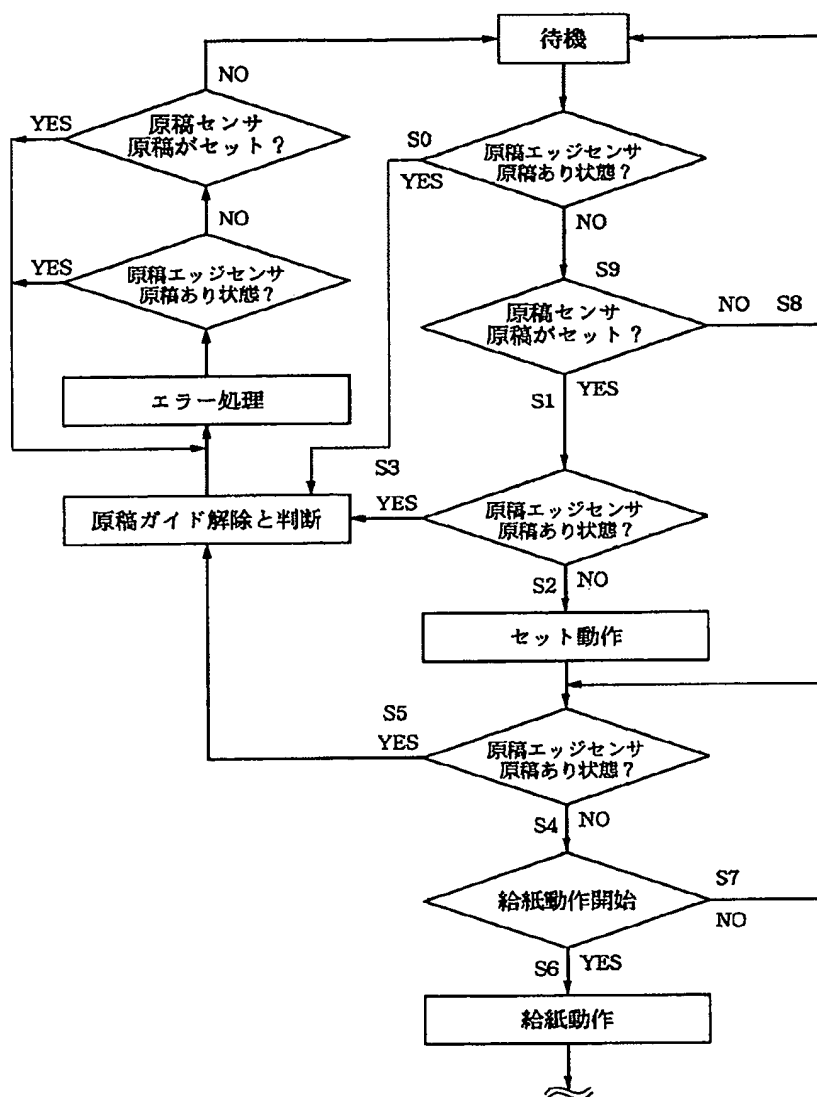 待機
NO
YES
原稿センサ
原稿がセット？
S0
YES
原稿エッジセンサ
原稿あり状態？
NO
NO
YES
原稿エッジセンサ
原稿あり状態？
S9
原稿センサ
原稿がセット？
NO S8
エラー処理
S1
YES
S3
原稿ガイド解除と判断
YES
原稿エッジセンサ
原稿あり状態？
S2
NO
セット動作
S5
YES
原稿エッジセンサ
原稿あり状態？
S4
NO
給紙動作開始
S7
NO
S6
YES
給紙動作